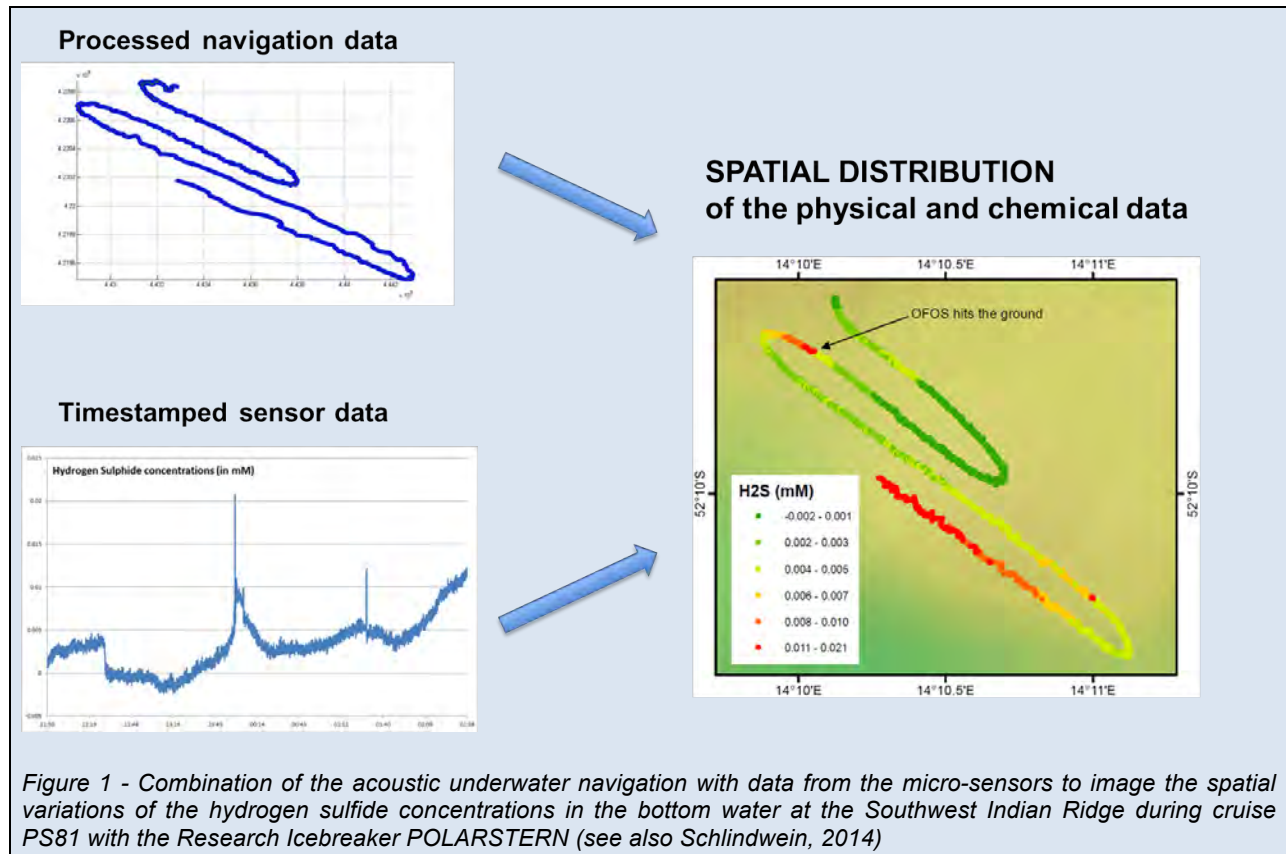 Processed navigation data
SPATIAL DISTRIBUTION
of the physical and chemical data
14°10'E 14°10.5'E 14°11'E
OFOS hits the ground
52°10'S 52°10'S
H2S (mM)
-0.002 - 0.001
0.002 - 0.003
0.004 - 0.005
0.006 - 0.007
0.008 - 0.010
0.011 - 0.021
14°10'E 14°10.5'E 14°11'E
Timestamped sensor data
Hydrogen Sulphide concentrations (in mM)
Figure 1 - Combination of the acoustic underwater navigation with data from the micro-sensors to image the spatial
variations of the hydrogen sulfide concentrations in the bottom water at the Southwest Indian Ridge during cruise
PS81 with the Research Icebreaker POLARSTERN (see also Schlindwein, 2014)